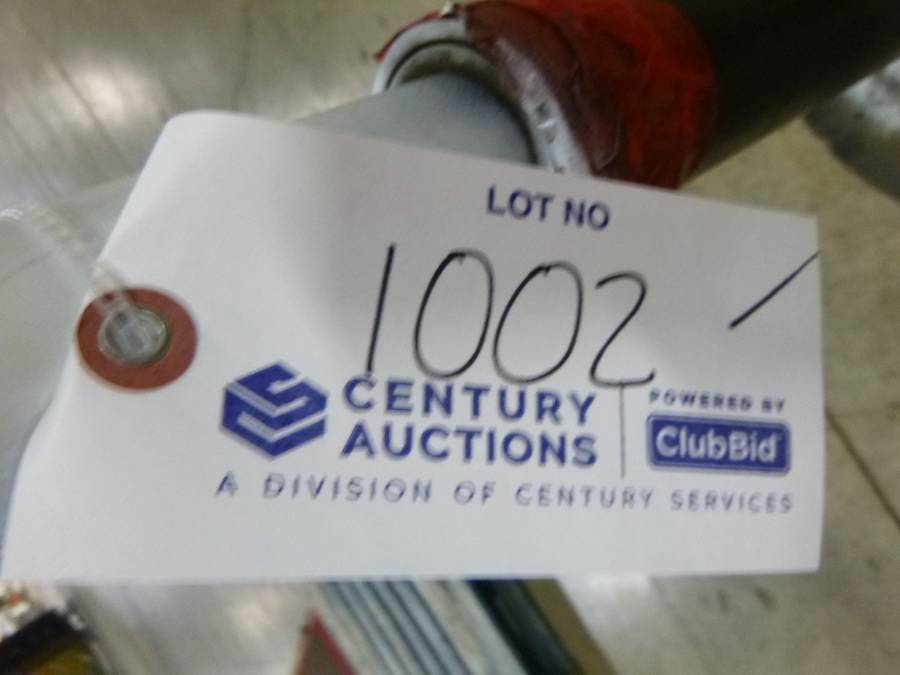 LOT NO
1002 /
CENTURY
AUCTIONS
POWERED BY
ClubBid
A DIVISION OF CENTURY SERVICES